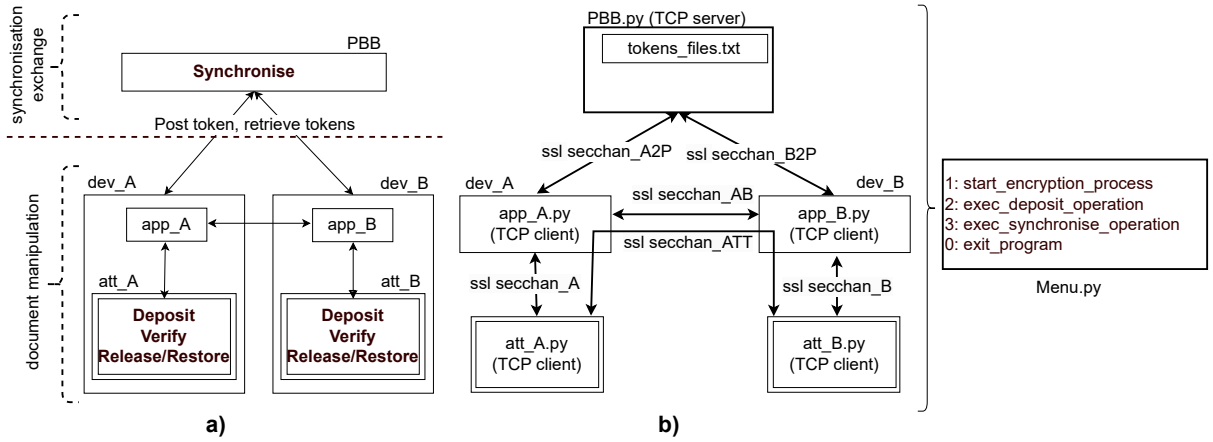 synchronisation
exchange
PBB
Synchronise
Post token, retrieve tokens
document manipulation
dev_A
dev_B
app_A
app_B
att_A
att_B
Deposit
Verify
Release/Restore
Deposit
Verify
Release/Restore
a)
PBB.py (TCP server)
tokens_files.txt
ssl secchan_A2P
ssl secchan_B2P
dev_A
dev_B
ssl secchan_AB
app_A.py
(TCP client)
app_B.py
(TCP client)
ssl secchan_ATT
ssl secchan_A
ssl secchan_B
att_A.py
(TCP client)
att_B.py
(TCP client)
b)
1: start_encryption_process
2: exec_deposit_operation
3: exec_synchronise_operation
0: exit_program
Menu.py